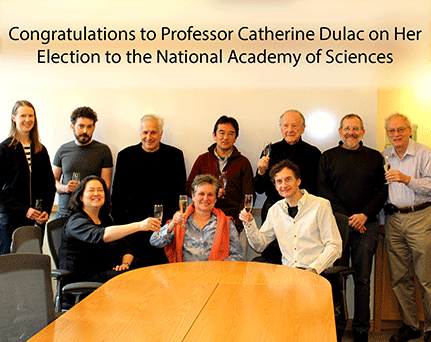 Congratulations to Professor Catherine Dulac on Her
Election to the National Academy of Sciences